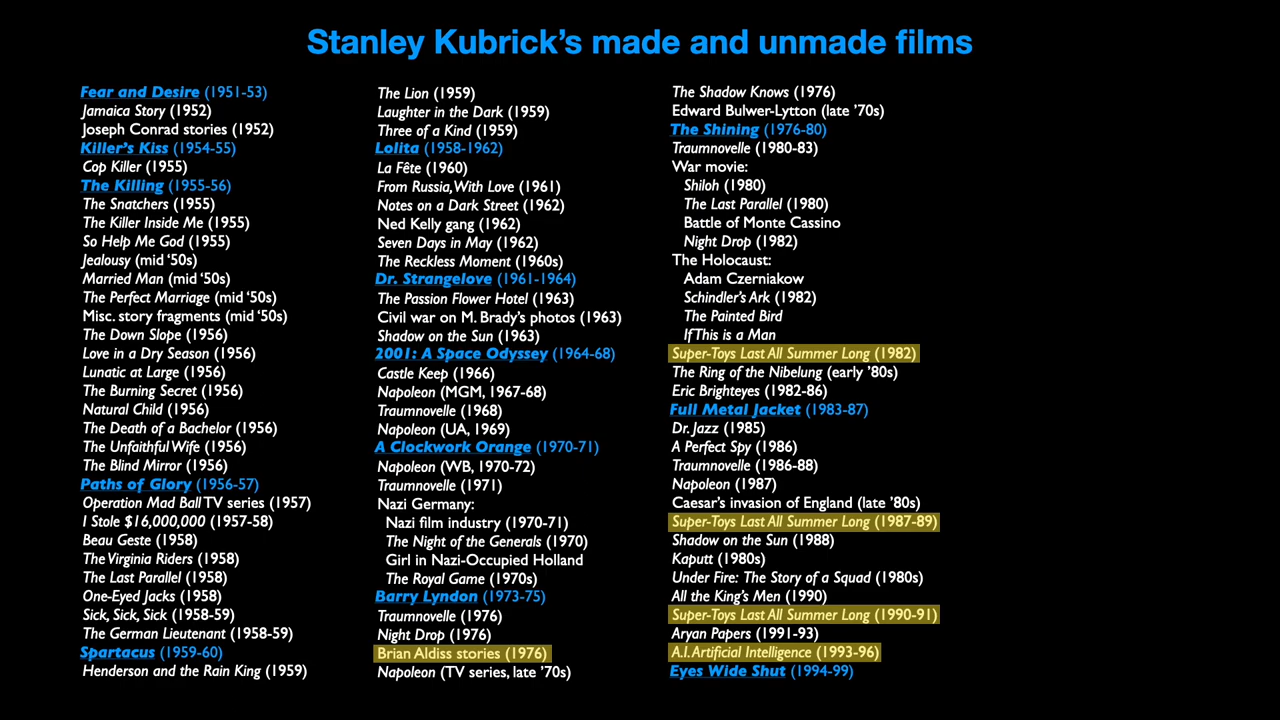 Stanley Kubrick’s made and unmade films
Fear and Desire (1951-53)
Jamaica Story (1952)
Joseph Conrad stories (1952)
Killer’s Kiss (1954-55)
Cop Killer (1955)
The Killing (1955-56)
The Snatchers (1955)
The Killer Inside Me (1955)
So Help Me God (1955)
Jealousy (mid ‘50s)
Married Man (mid ‘50s)
The Perfect Marriage (mid ‘50s)
Misc. story fragments (mid ‘50s)
The Down Slope (1956)
Love in a Dry Season (1956)
Lunatic at Large (1956)
The Burning Secret (1956)
Natural Child (1956)
The Death of a Bachelor (1956)
The Unfaithful Wife (1956)
The Blind Mirror (1956)
Paths of Glory (1956-57)
Operation Mad Ball TV series (1957)
I Stole $16,000,000 (1957-58)
Beau Geste (1958)
The Virginia Riders (1958)
The Last Parallel (1958)
One-Eyed Jacks (1958)
Sick, Sick, Sick (1958-59)
The German Lieutenant (1958-59)
Spartacus (1959-60)
Henderson and the Rain King (1959)
The Lion (1959)
Laughter in the Dark (1959)
Three of a Kind (1959)
Lolita (1958-1962)
La Fête (1960)
From Russia, With Love (1961)
Notes on a Dark Street (1962)
Ned Kelly gang (1962)
Seven Days in May (1962)
The Reckless Moment (1960s)
Dr. Strangelove (1961-1964)
The Passion Flower Hotel (1963)
Civil war on M. Brady’s photos (1963)
Shadow on the Sun (1963)
2001: A Space Odyssey (1964-68)
Castle Keep (1966)
Napoleon (MGM, 1967-68)
Traumnovelle (1968)
Napoleon (UA, 1969)
A Clockwork Orange (1970-71)
Napoleon (WB, 1970-72)
Traumnovelle (1971)
Nazi Germany:
Nazi film industry (1970-71)
The Night of the Generals (1970)
Girl in Nazi-Occupied Holland
The Royal Game (1970s)
Barry Lyndon (1973-75)
Traumnovelle (1976)
Night Drop (1976)
Brian Aldiss stories (1976)
Napoleon (TV series, late ’70s)
The Shadow Knows (1976)
Edward Bulwer-Lytton (late ’70s)
The Shining (1976-80)
Traumnovelle (1980-83)
War movie:
Shiloh (1980)
The Last Parallel (1980)
Battle of Monte Cassino
Night Drop (1982)
The Holocaust:
Adam Czerniakow
Schindler’s Ark (1982)
The Painted Bird
If This is a Man
Super-Toys Last All Summer Long (1982)
The Ring of the Nibelung (early ’80s)
Eric Brighteyes (1982-86)
Full Metal Jacket (1983-87)
Dr. Jazz (1985)
A Perfect Spy (1986)
Traumnovelle (1986-88)
Napoleon (1987)
Caesar’s invasion of England (late ’80s)
Super-Toys Last All Summer Long (1987-89)
Shadow on the Sun (1988)
Kaputt (1980s)
Under Fire: The Story of a Squad (1980s)
All the King’s Men (1990)
Super-Toys Last All Summer Long (1990-91)
Aryan Papers (1991-93)
A.I. Artificial Intelligence (1993-96)
Eyes Wide Shut (1994-99)